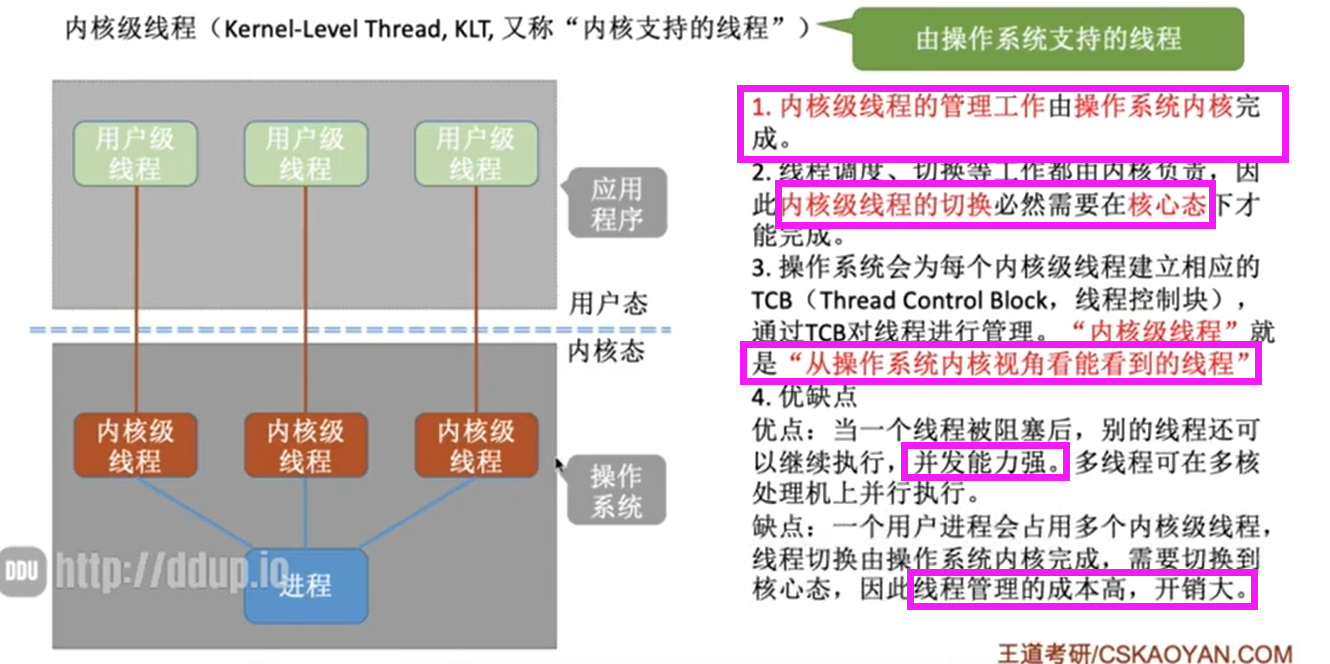 内核级线程（Kernel-Level Thread, KLT, 又称“内核支持的线程”）
由操作系统支持的线程
用户级
线程
用户级
线程
用户级
线程
应用
程序
用户态
内核态
内核级
线程
内核级
线程
内核级
线程
操作
系统
进程
DDU http://ddup.io
1. 内核级线程的管理工作由操作系统内核完
成。
2. 线程调度、切换等工作都由内核负责，因
此内核级线程的切换必然需要在核心态下才
能完成。
3. 操作系统会为每个内核级线程建立相应的
TCB（Thread Control Block，线程控制块），
通过TCB对线程进行管理。“内核级线程”就
是“从操作系统内核视角看能看到的线程”
4. 优缺点
优点：当一个线程被阻塞后，别的线程还可
以继续执行，并发能力强。多线程可在多核
处理机上并行执行。
缺点：一个用户进程会占用多个内核级线程，
线程切换由操作系统内核完成，需要切换到
核心态，因此线程管理的成本高，开销大。
王道考研/CSKAOYAN.COM